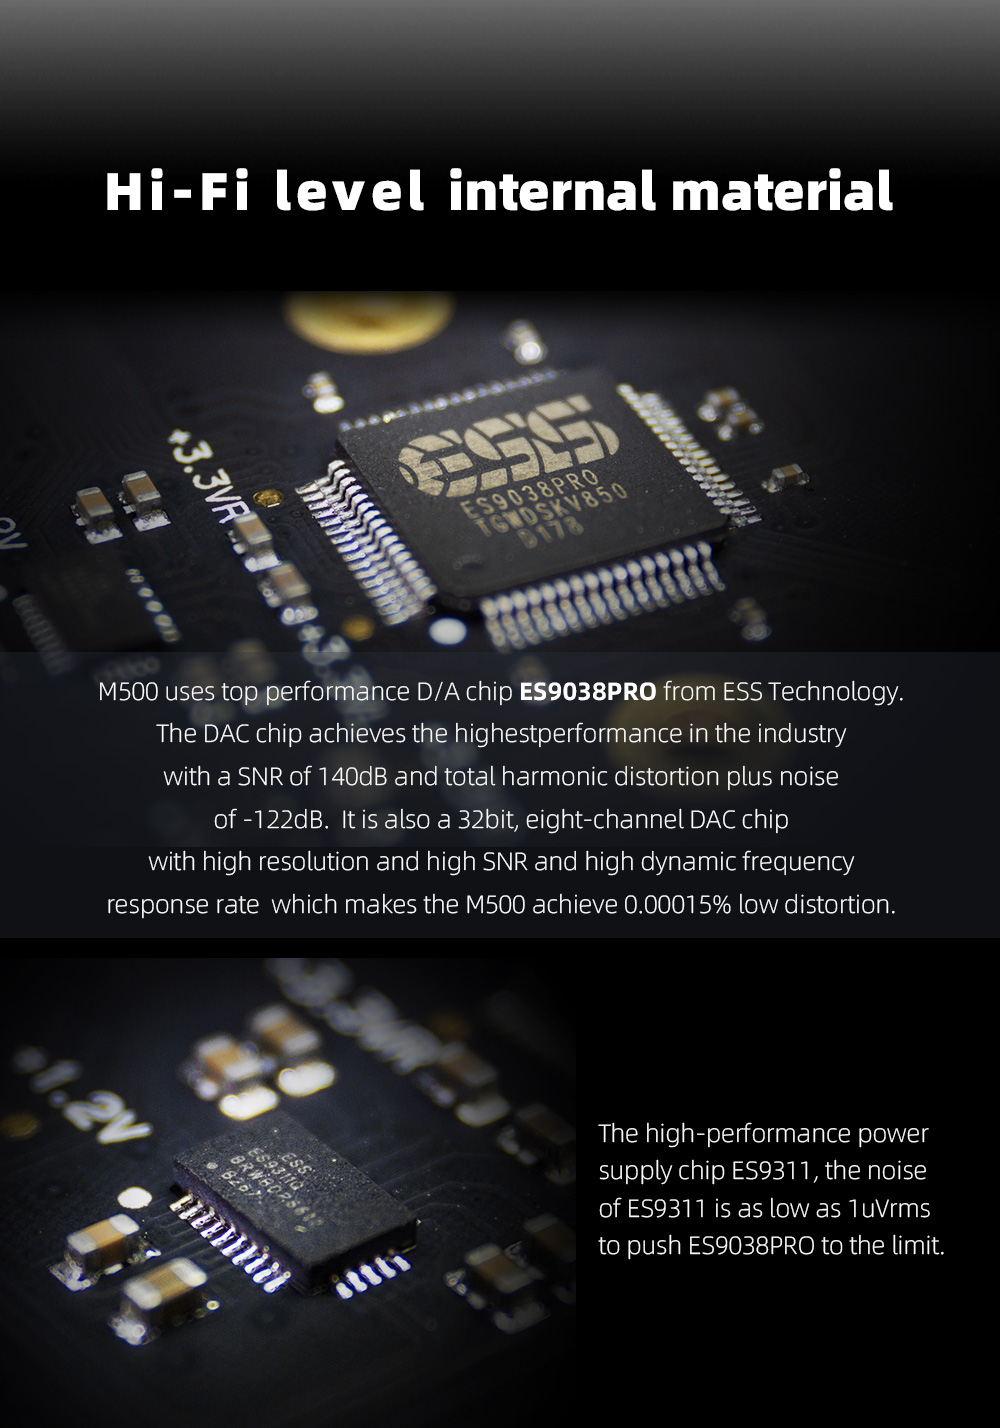 Hi-Fi level internal material
ESS
ES9038PRO
TGWDSKV850
D178
+3.3VR
M500 uses top performance D/A chip ES9038PRO from ESS Technology.
The DAC chip achieves the highestperformance in the industry
with a SNR of 140dB and total harmonic distortion plus noise
of -122dB.  It is also a 32bit, eight-channel DAC chip
with high resolution and high SNR and high dynamic frequency
response rate  which makes the M500 achieve 0.00015% low distortion.
+1.2V
ESS
ES9311Q
The high-performance power
supply chip ES9311, the noise
of ES9311 is as low as 1uVrms
to push ES9038PRO to the limit.